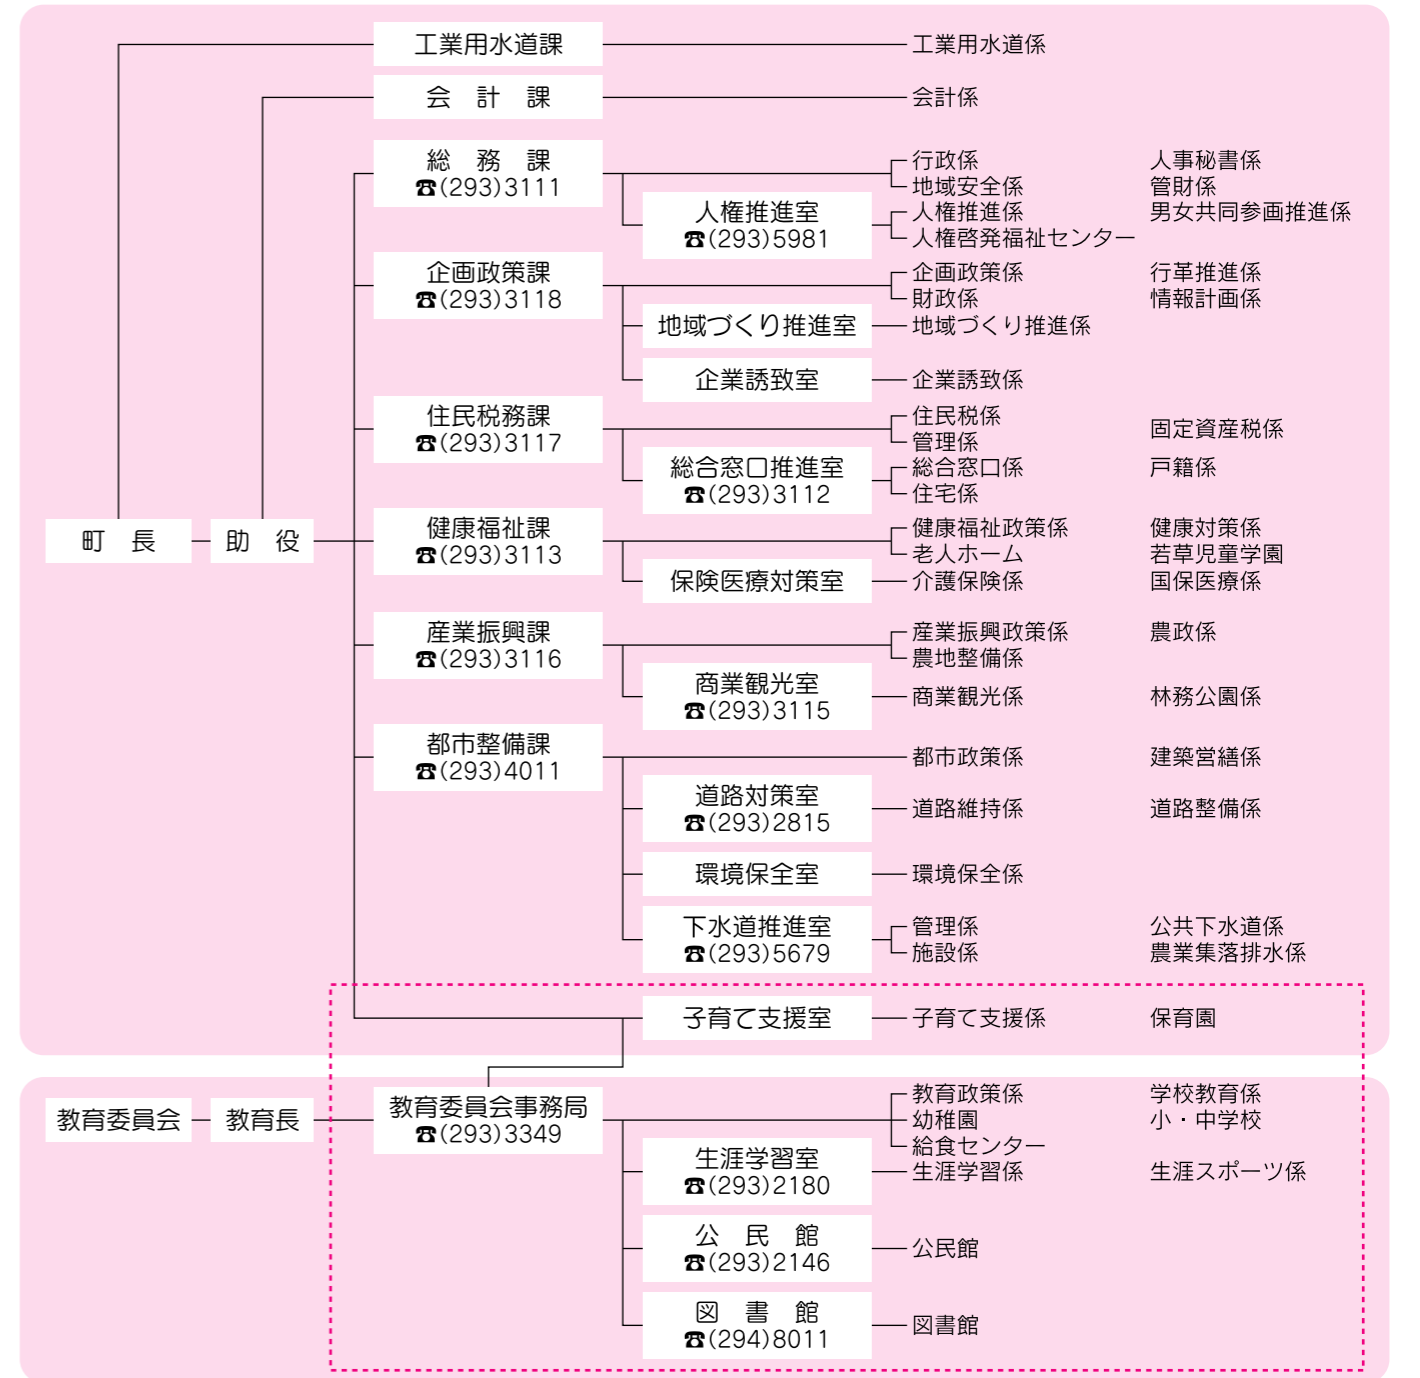 工業用水道課 工業用水道係
会 計 課 会計係
総 務 課 行政係 人事秘書係
☎(293)3111 地域安全係 管財係
人権推進室 人権推進係 男女共同参画推進係
☎(293)5981 人権啓発福祉センター
企画政策課 企画政策係 行革推進係
☎(293)3118 財政係 情報計画係
地域づくり推進室 地域づくり推進係
企業誘致室 企業誘致係
住民税務課 住民税係
☎(293)3117 管理係 固定資産税係
総合窓口推進室 総合窓口係 戸籍係
☎(293)3112 住宅係
町 長 助 役
健康福祉課 健康福祉政策係 健康対策係
☎(293)3113 老人ホーム 若草児童学園
保険医療対策室 介護保険係 国保医療係
産業振興課 産業振興政策係 農政係
☎(293)3116 農地整備係
商業観光室 商業観光係 林務公園係
☎(293)3115
都市整備課 都市政策係 建築営繕係
☎(293)4011
道路対策室 道路維持係 道路整備係
☎(293)2815
環境保全室 環境保全係
下水道推進室 管理係 公共下水道係
☎(293)5679 施設係 農業集落排水係
子育て支援室 子育て支援係 保育園
教育委員会 教育長
教育委員会事務局 教育政策係 学校教育係
☎(293)3349 幼稚園 小・中学校
給食センター
生涯学習室 生涯学習係 生涯スポーツ係
☎(293)2180
公 民 館 公民館
☎(293)2146
図 書 館 図書館
☎(294)8011